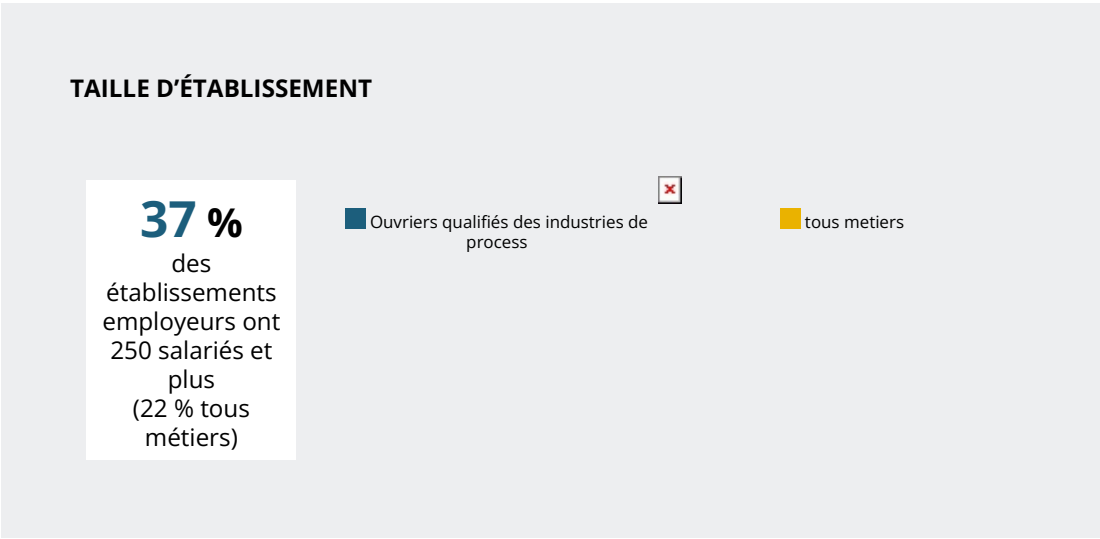 TAILLE D’ÉTABLISSEMENT
37 %
des
établissements
employeurs ont
250 salariés et
plus
(22 % tous
métiers)
Ouvriers qualifiés des industries de
process
tous metiers